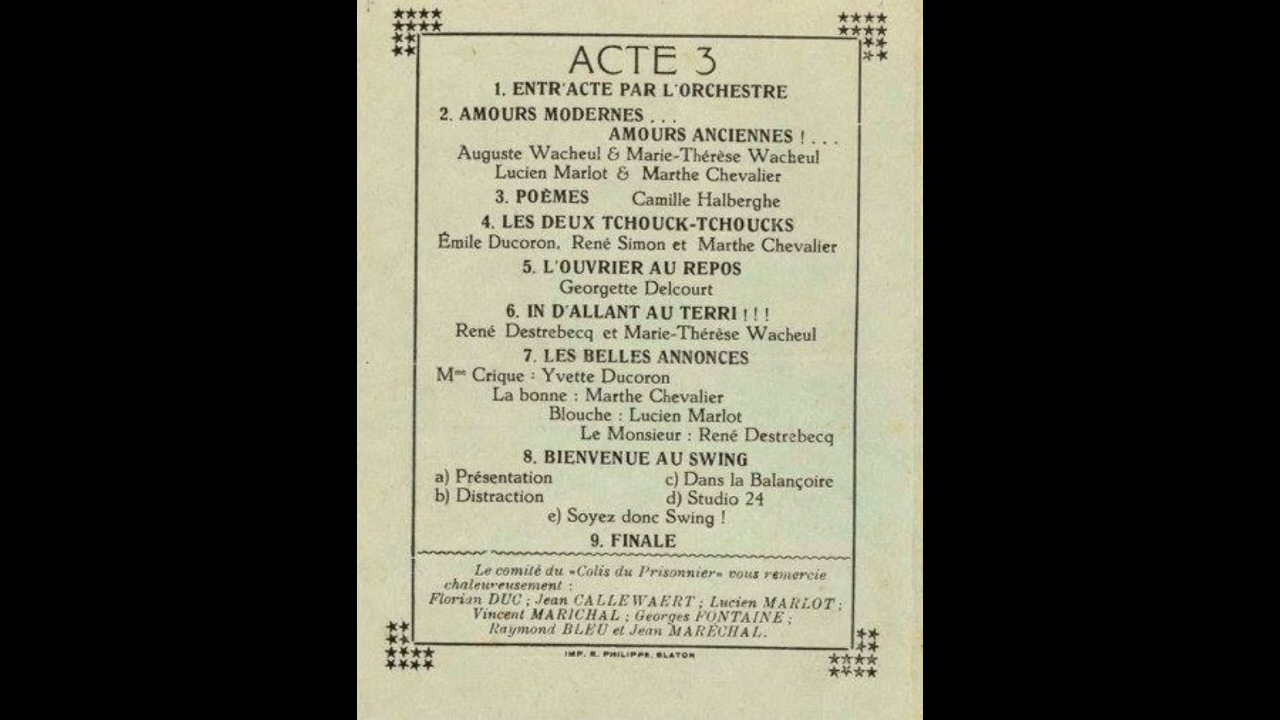 ACTE 3
1. ENTR'ACTE PAR L'ORCHESTRE
2. AMOURS MODERNES . . .
AMOURS ANCIENNES ! . . .
Auguste Wacheul & Marie-Thérèse Wacheul
Lucien Marlot & Marthe Chevalier
3. POÈMES Camille Halberghe
4. LES DEUX TCHOUCK-TCHOUCKS
Émile Ducoron, René Simon et Marthe Chevalier
5. L'OUVRIER AU REPOS
Georgette Delcourt
6. IN D'ALLANT AU TERRI ! ! !
René Destrebecq et Marie-Thérèse Wacheul
7. LES BELLES ANNONCES
Mme Crique : Yvette Ducoron
La bonne : Marthe Chevalier
Blouche : Lucien Marlot
Le Monsieur : René Destrebecq
8. BIENVENUE AU SWING
a) Présentation c) Dans la Balançoire
b) Distraction d) Studio 24
e) Soyez donc Swing !
9. FINALE
Le comité du «Colis du Prisonnier» vous remercie
chaleureusement :
Florian DUC ; Jean CALLEWAERT ; Lucien MARLOT ;
Vincent MARICHAL ; Georges FONTAINE ;
Raymond BLEU et Jean MARÉCHAL.
IMP. R. PHILIPPE, BLATON